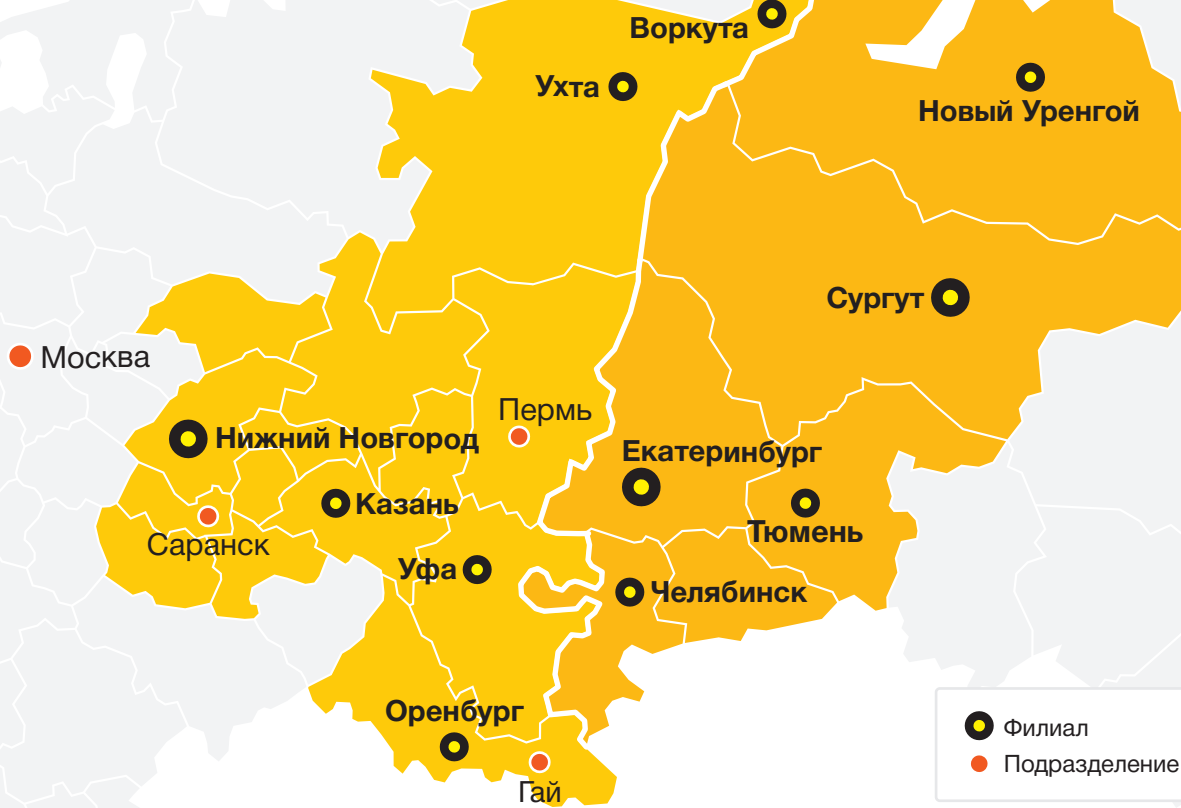 Воркута
Ухта
Новый Уренгой
Сургут
Москва
Пермь
Нижний Новгород
Екатеринбург
Казань
Тюмень
Саранск
Уфа
Челябинск
Оренбург
Филиал
Подразделение
Гай